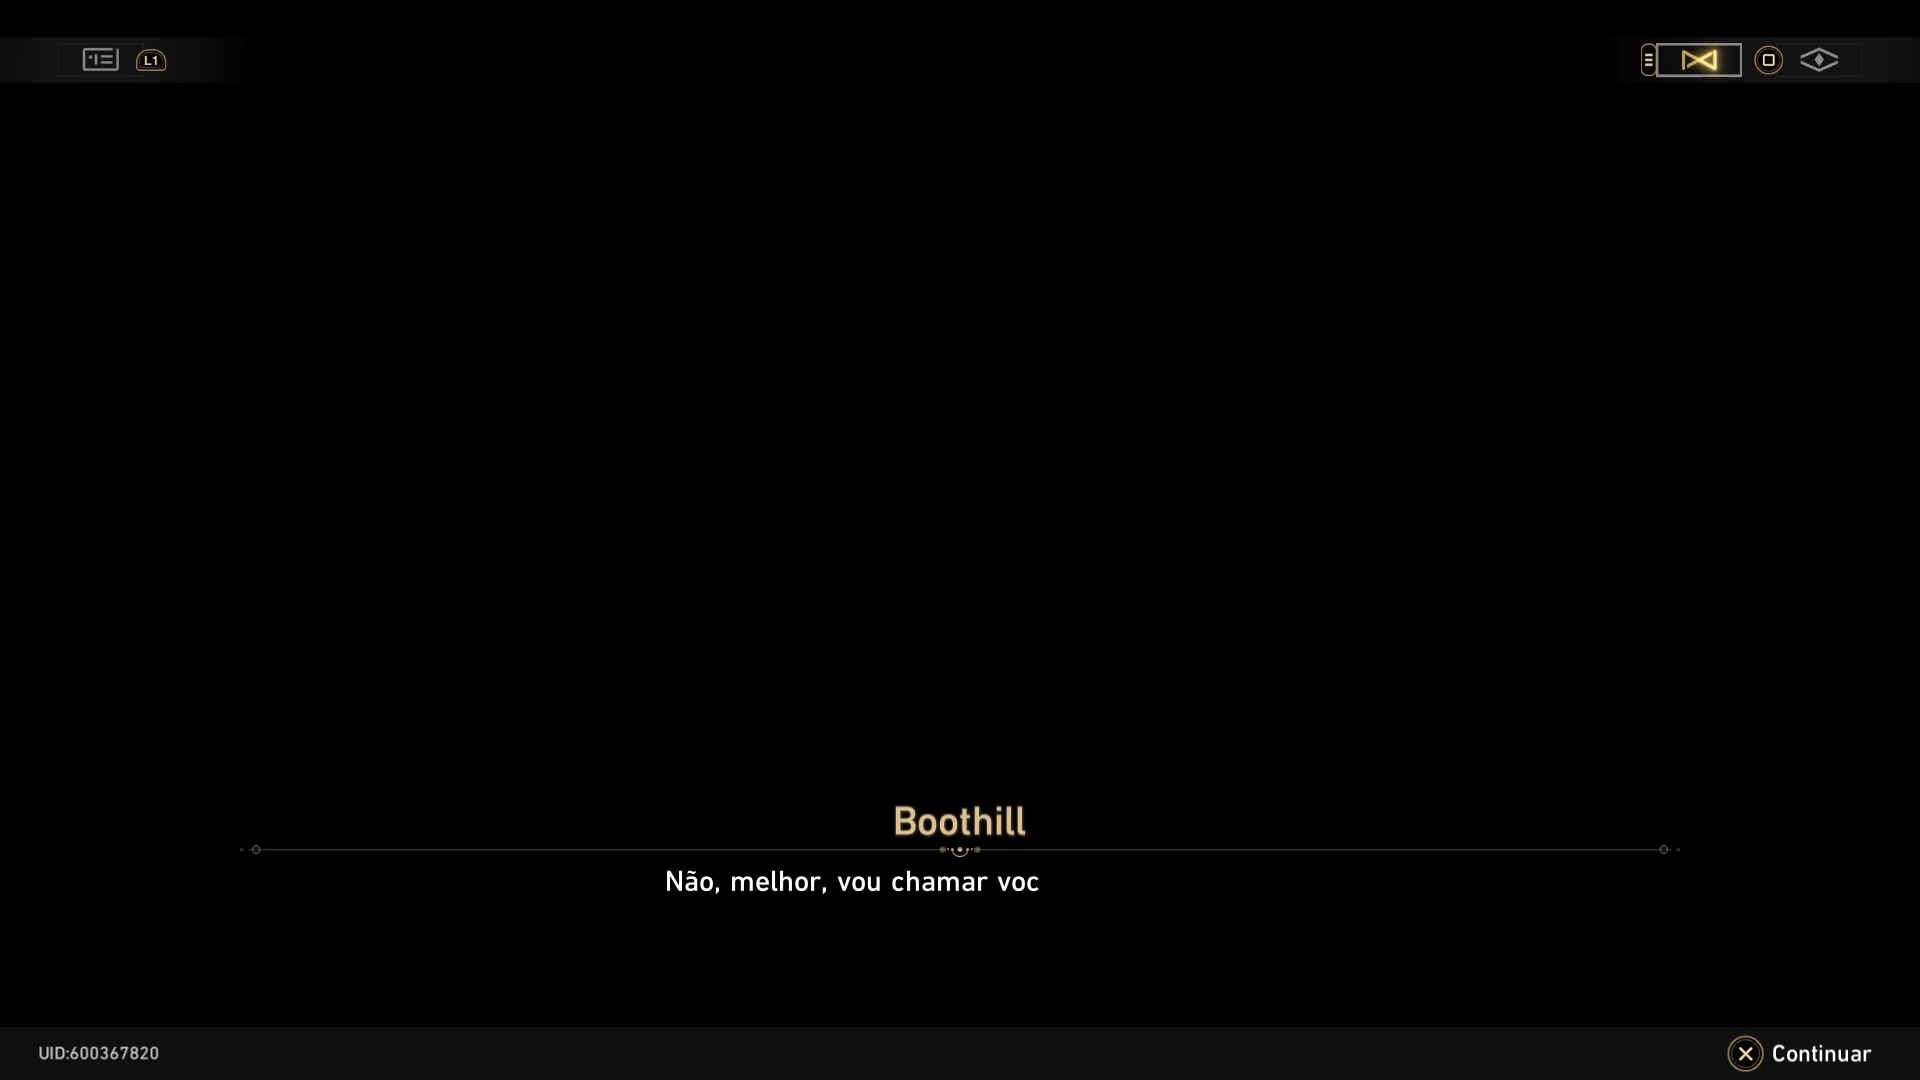 L1
Boothill
Não, melhor, vou chamar voc
UID:600367820
Continuar